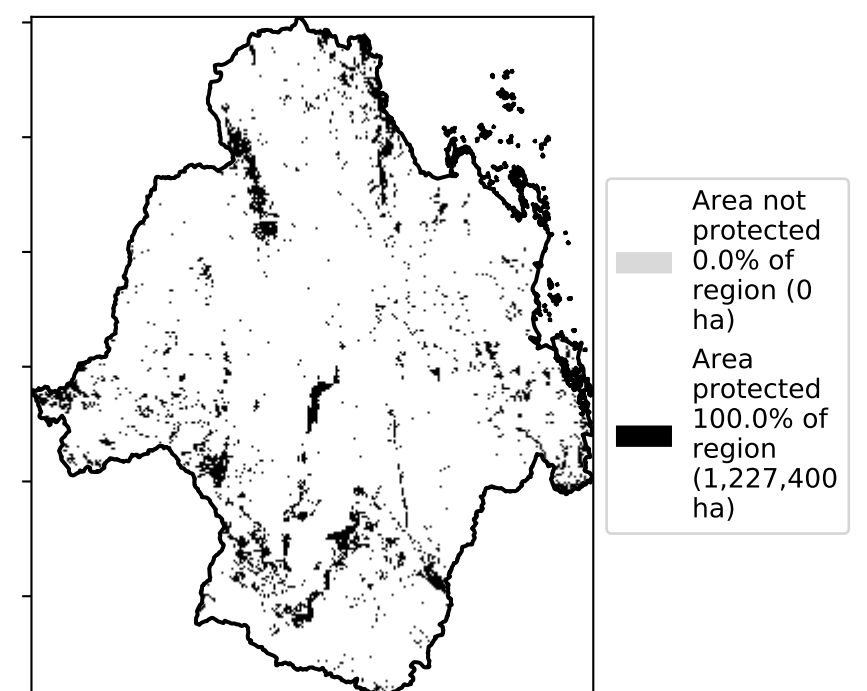 Area not
protected
0.0% of
region (0
ha)
Area
protected
100.0% of
region
(1,227,400
ha)